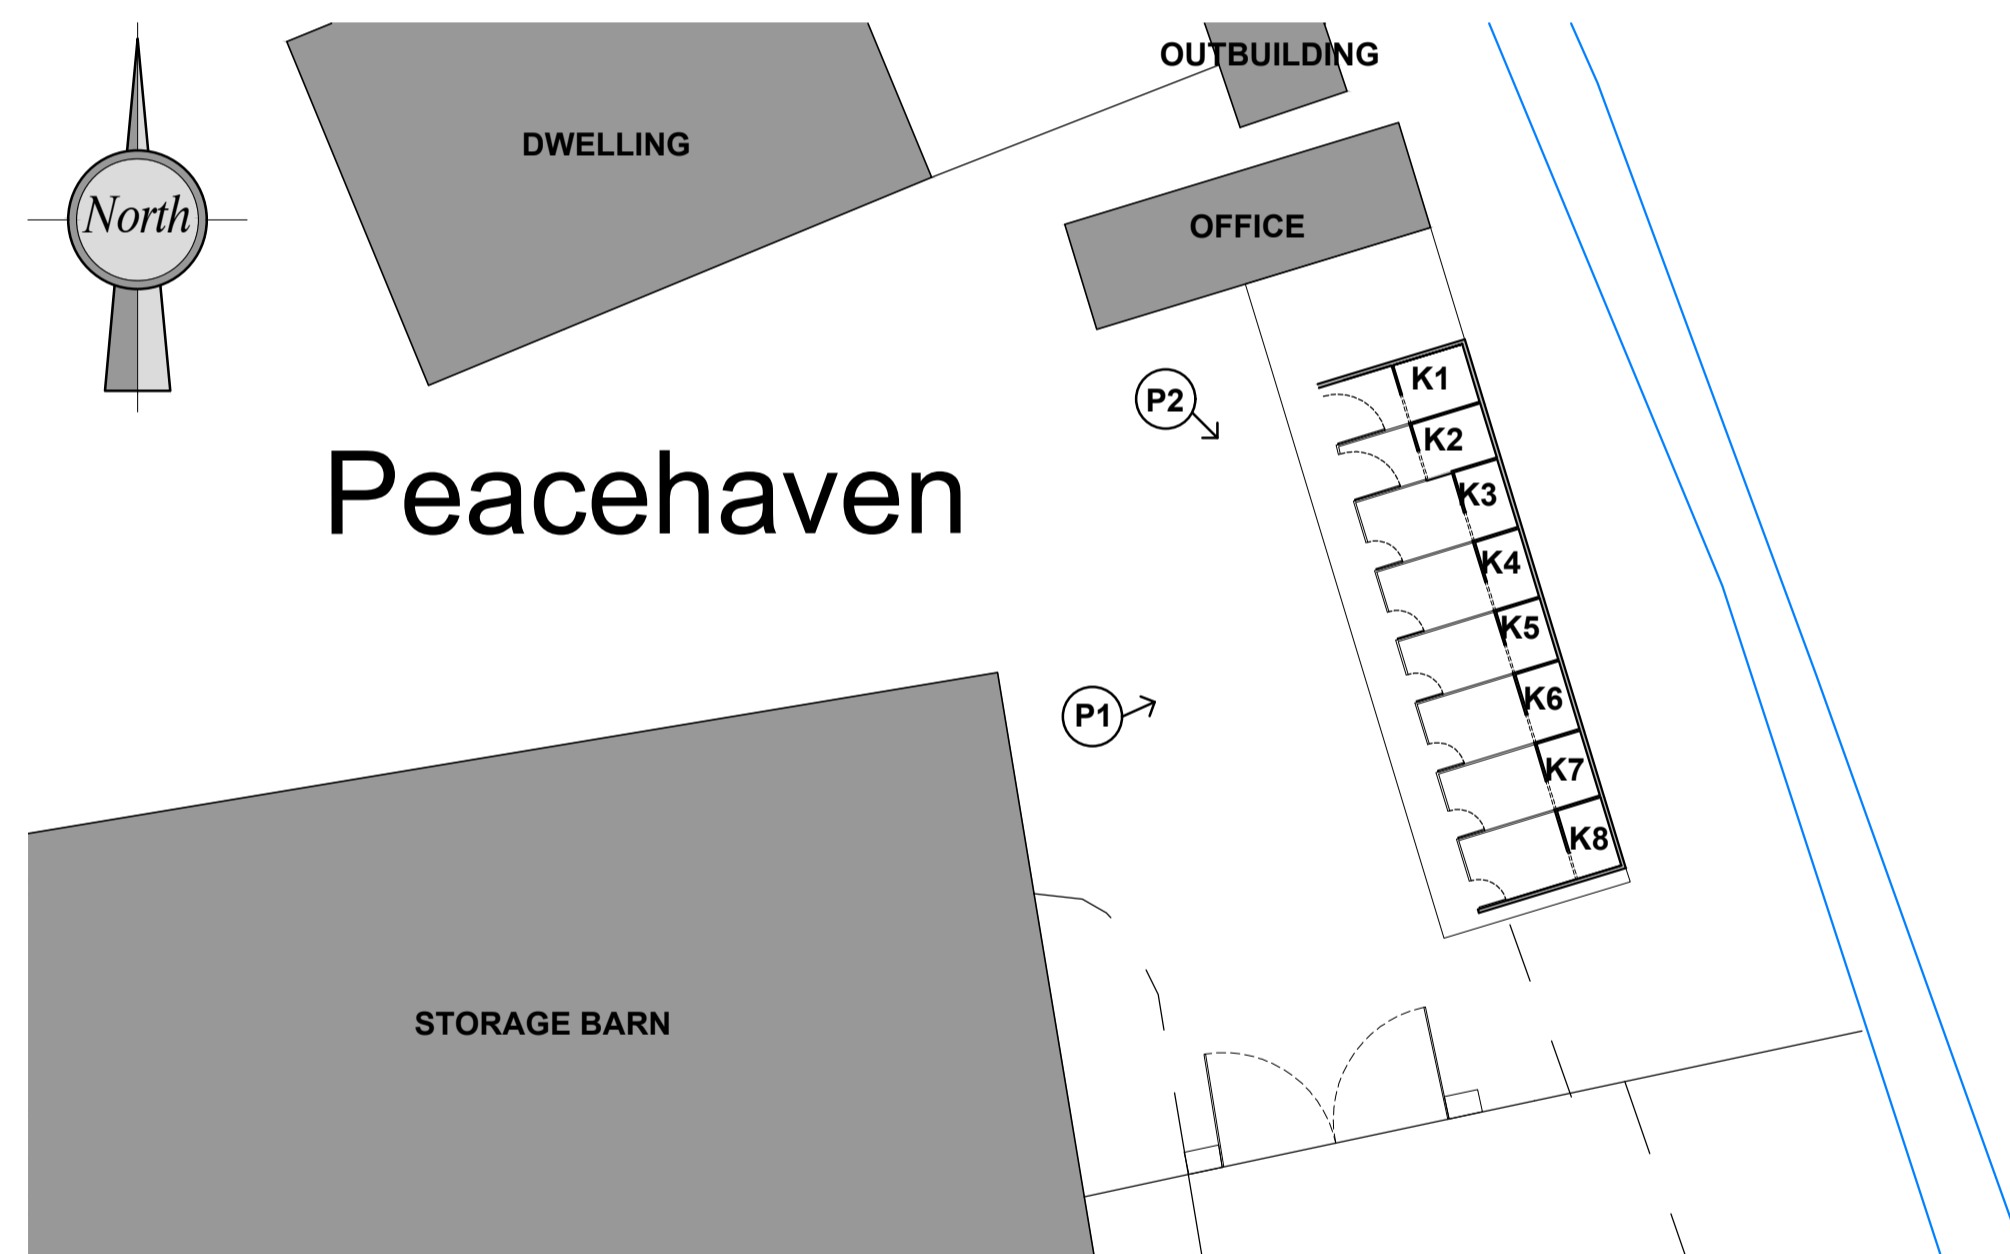 OUTBUILDING
DWELLING
North
OFFICE
K1
P2
K2
Peacehaven
K3
K4
K5
K6
P1
K7
K8
STORAGE BARN